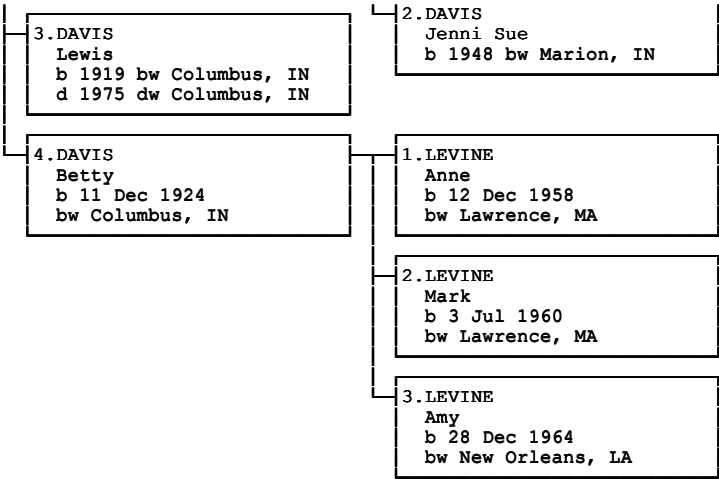 2.DAVIS
Jenni Sue
b 1948 bw Marion, IN
3.DAVIS
Lewis
b 1919 bw Columbus, IN
d 1975 dw Columbus, IN
4.DAVIS
Betty
b 11 Dec 1924
bw Columbus, IN
1.LEVINE
Anne
b 12 Dec 1958
bw Lawrence, MA
2.LEVINE
Mark
b 3 Jul 1960
bw Lawrence, MA
3.LEVINE
Amy
b 28 Dec 1964
bw New Orleans, LA